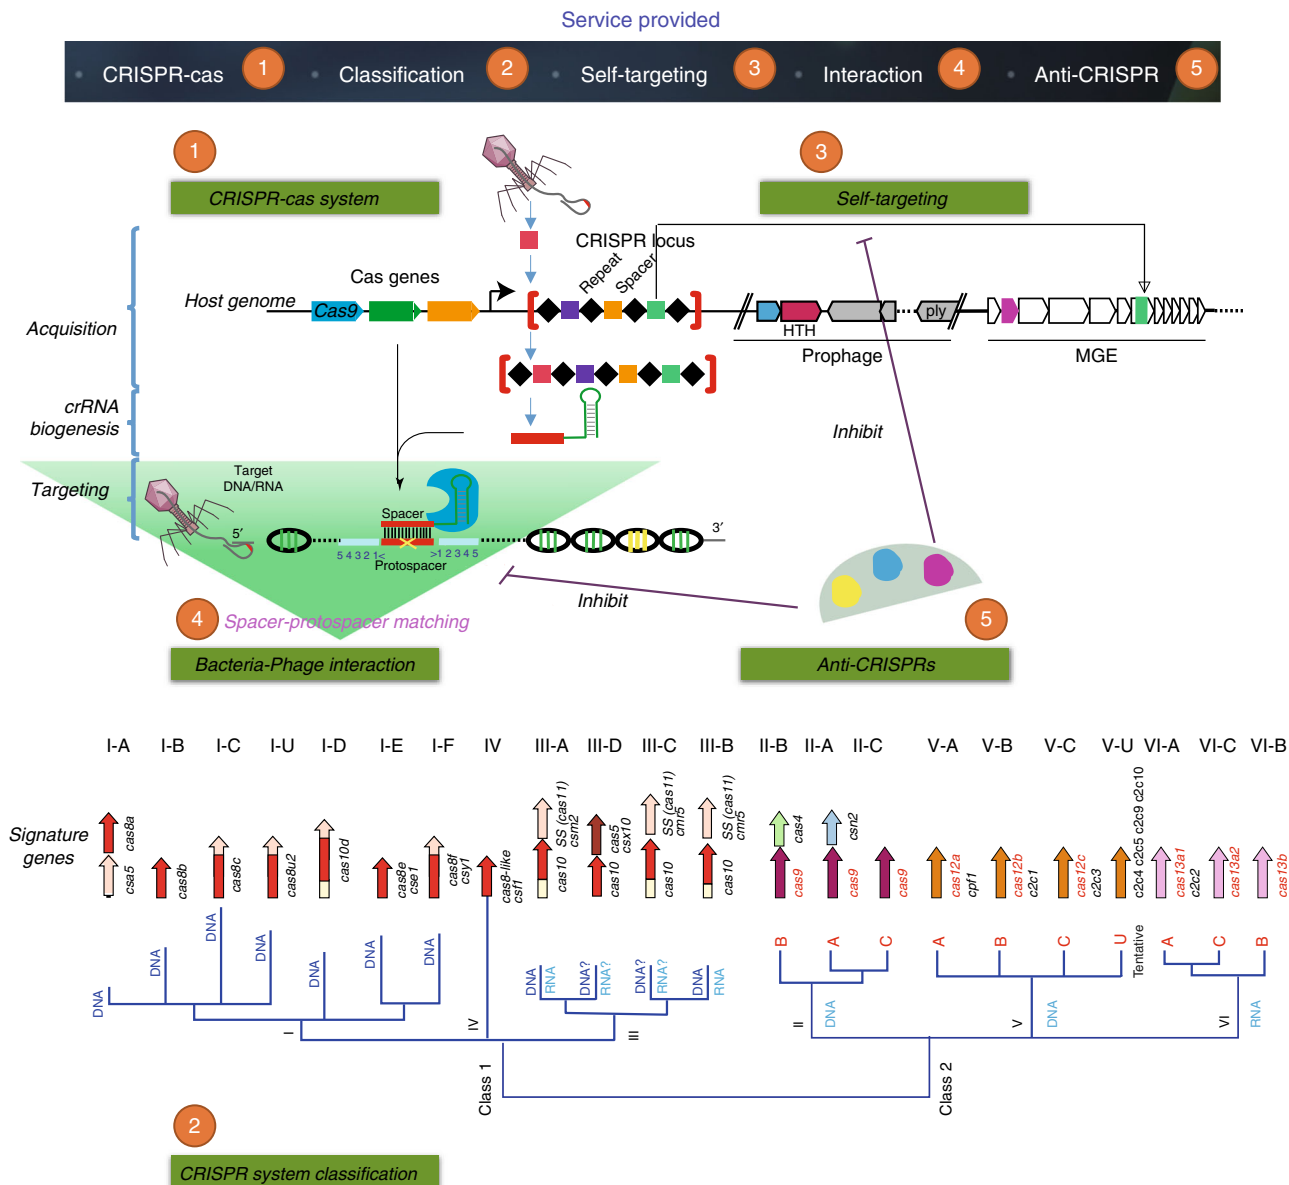 Service provided
CRISPR-cas 1 Classification 2 Self-targeting 3 Interaction 4 Anti-CRISPR 5
1
CRISPR-cas system
3
Self-targeting
Acquisition
crRNA
biogenesis
Targeting
Host genome
Cas genes
Cas9
CRISPR locus
Repeat
Spacer
HTH
ply
Prophage
MGE
Inhibit
Target
DNA/RNA
5′
Spacer
5 4 3 2 1<
>1 2 3 4 5
Protospacer
3′
Inhibit
4
Spacer-protospacer matching
Bacteria-Phage interaction
5
Anti-CRISPRs
I-A I-B I-C I-U I-D I-E I-F IV III-A III-D III-C III-B II-B II-A II-C V-A V-B V-C V-U VI-A VI-C VI-B
Signature
genes
cas8a
csa5
cas8b
cas8c
cas8u2
cas10d
cas8e
cse1
cas8f
csy1
cas8-like
csf1
SS (cas11)
csm2
cas10
cas5
csx10
cas10
SS (cas11)
cmr5
cas10
SS (cas11)
cmr5
cas10
cas4
cas9
csn2
cas9
cas9
cas12a
cpf1
cas12b
c2c1
cas12c
c2c3
c2c4 c2c5 c2c9 c2c10
cas13a1
c2c2
cas13a2
cas13b
DNA
DNA
DNA
DNA
DNA
DNA
DNA
DNA
RNA
DNA?
RNA?
DNA?
RNA?
DNA
RNA
B A C A B C U A C B
Tentative
I
IV
III
II
DNA
V
DNA
VI
RNA
Class 1
Class 2
2
CRISPR system classification